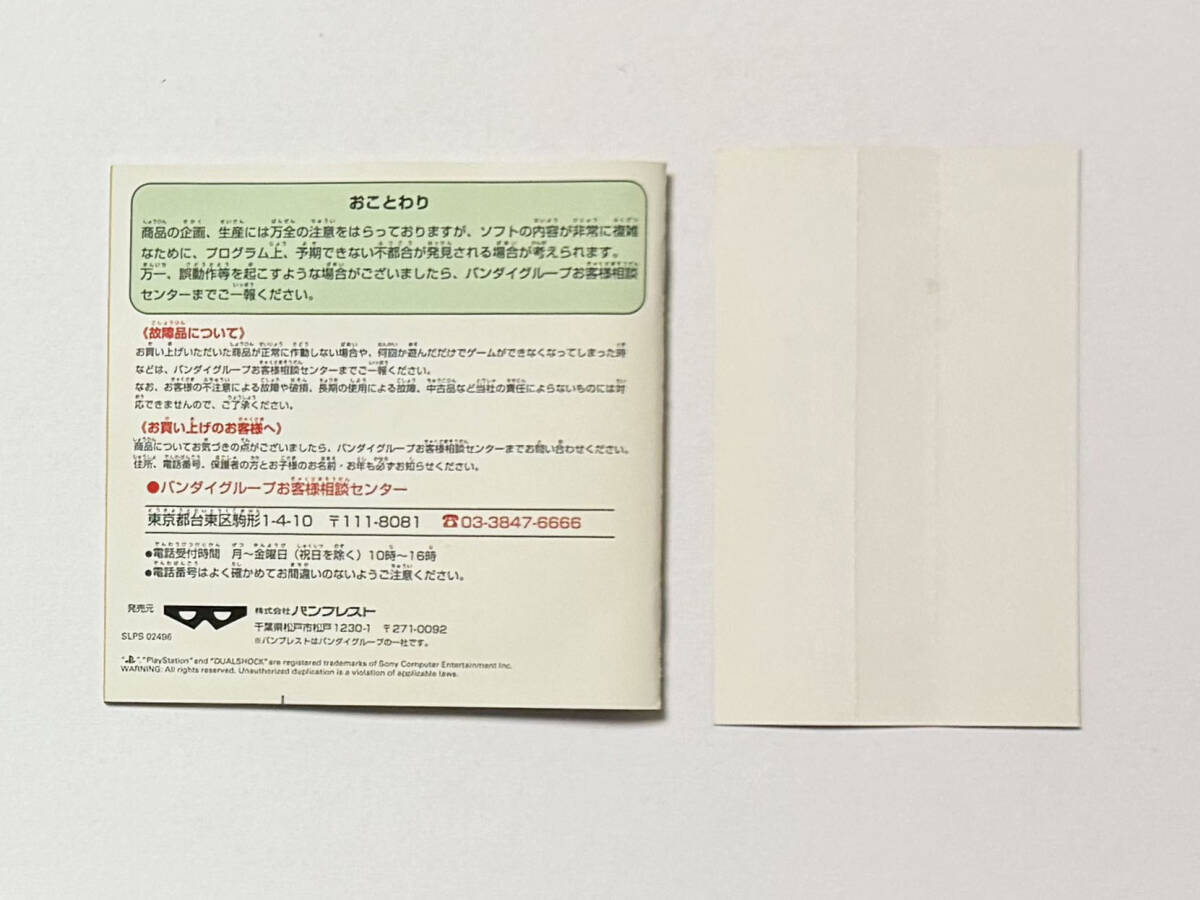 おことわり
商品の企画、生産には万全の注意をはらっておりますが、ソフトの内容が非常に複雑
なために、プログラム上、予期できない不都合が発見される場合が考えられます。
万一、誤動作等を起こすような場合がございましたら、バンダイグループお客様相談
センターまでご一報ください。
《故障品について》
お買い上げいただいた商品が正常に作動しない場合や、何回か遊んだだけでゲームができなくなってしまった時
などは、バンダイグループお客様相談センターまでご一報ください。
なお、お客様の不注意による故障や破損、長期の使用による故障、中古品など当社の責任によらないものには対
応できませんので、ご了承ください。
《お買い上げのお客様へ》
商品についてお気づきの点がございましたら、バンダイグループお客様相談センターまでお問い合わせください。
住所、電話番号、保護者の方とお子様のお名前・お年も必ずお知らせください。
●バンダイグループお客様相談センター
東京都台東区駒形1-4-10 〒111-8081 ☎03-3847-6666
●電話受付時間 月〜金曜日(祝日を除く)10時〜16時
●電話番号はよく確かめてお間違いのないようご注意ください。
発売元 株式会社バンプレスト
千葉県松戸市松戸1230-1 〒271-0092
※バンプレストはバンダイグループの一社です。
SLPS 02496
"PlayStation" and "DUALSHOCK" are registered trademarks of Sony Computer Entertainment Inc.
WARNING: All rights reserved. Unauthorized duplication is a violation of applicable laws.